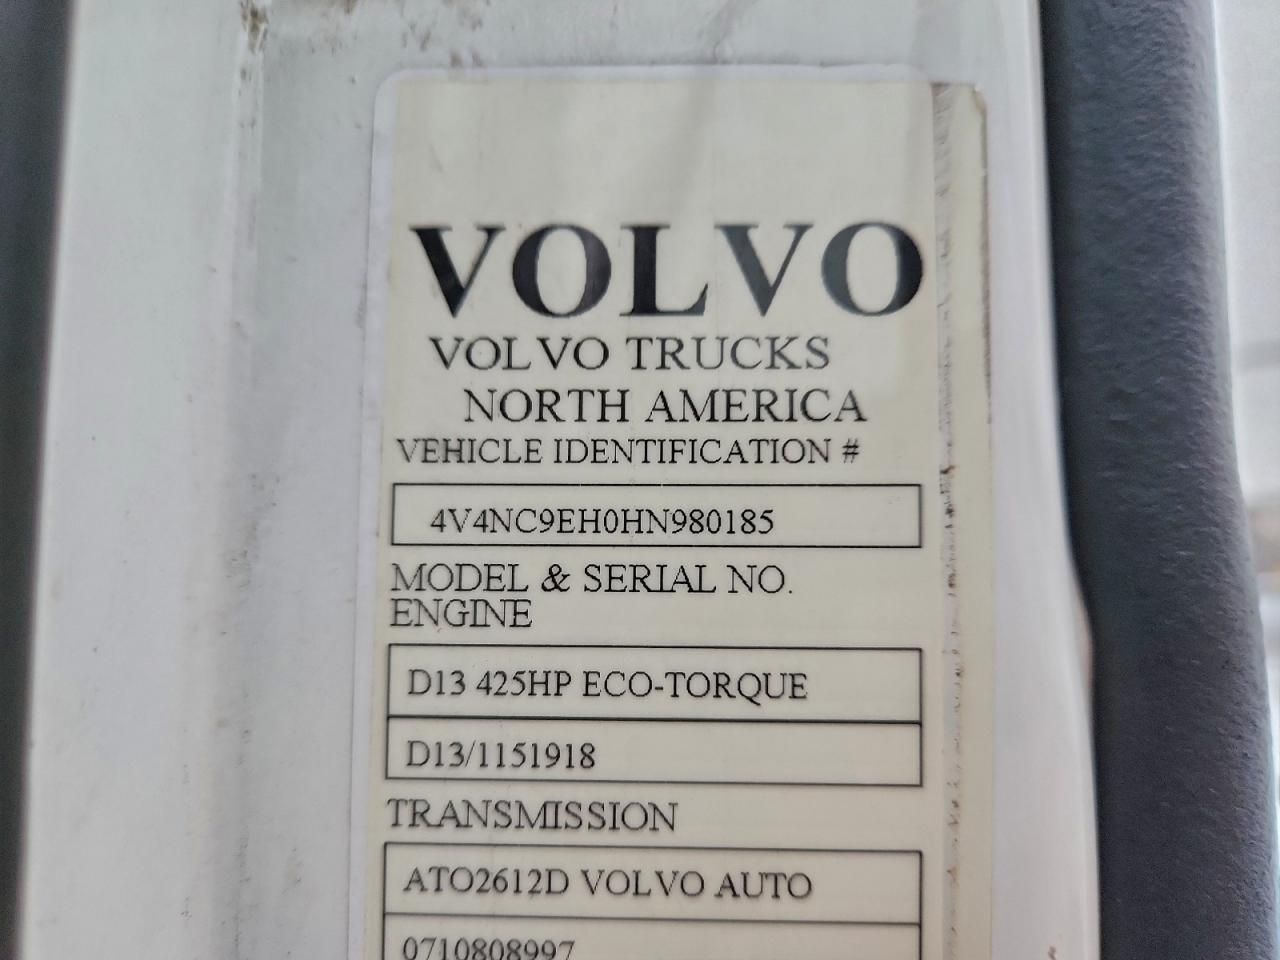 VOLVO
VOLVO TRUCKS
NORTH AMERICA
VEHICLE IDENTIFICATION #
4V4NC9EH0HN980185
MODEL & SERIAL NO.
ENGINE
D13 425HP ECO-TORQUE
D13/1151918
TRANSMISSION
ATO2612D VOLVO AUTO
0710808997